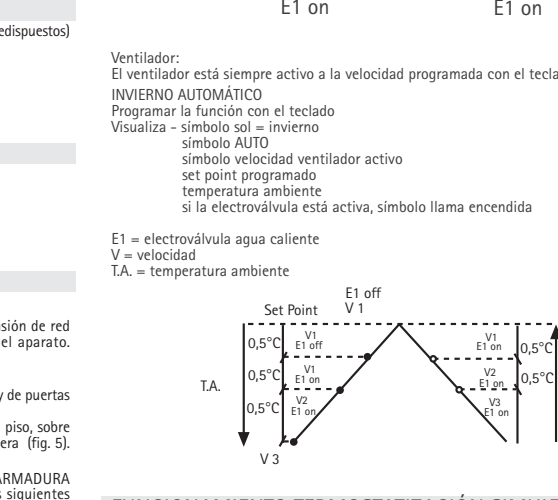 edispuestos)
sión de red
el aparato.
y de puertas
piso, sobre
era (fig. 5).
ARMADURA
s siguientes
E1 on E1 on
Ventilador:
El ventilador está siempre activo a la velocidad programada con el tecla
INVIERNO AUTOMÁTICO
Programar la función con el teclado
Visualiza - símbolo sol = invierno
símbolo AUTO
símbolo velocidad ventilador activo
set point programado
temperatura ambiente
si la electroválvula está activa, símbolo llama encendida
E1 = electroválvula agua caliente
V = velocidad
T.A. = temperatura ambiente
E1 off
Set Point V 1
0,5°C V1 E1 off V1 E1 on 0,5°C
0,5°C V1 E1 on V2 E1 on 0,5°C
T.A.
0,5°C V2 E1 on V3 E1 on
V 3